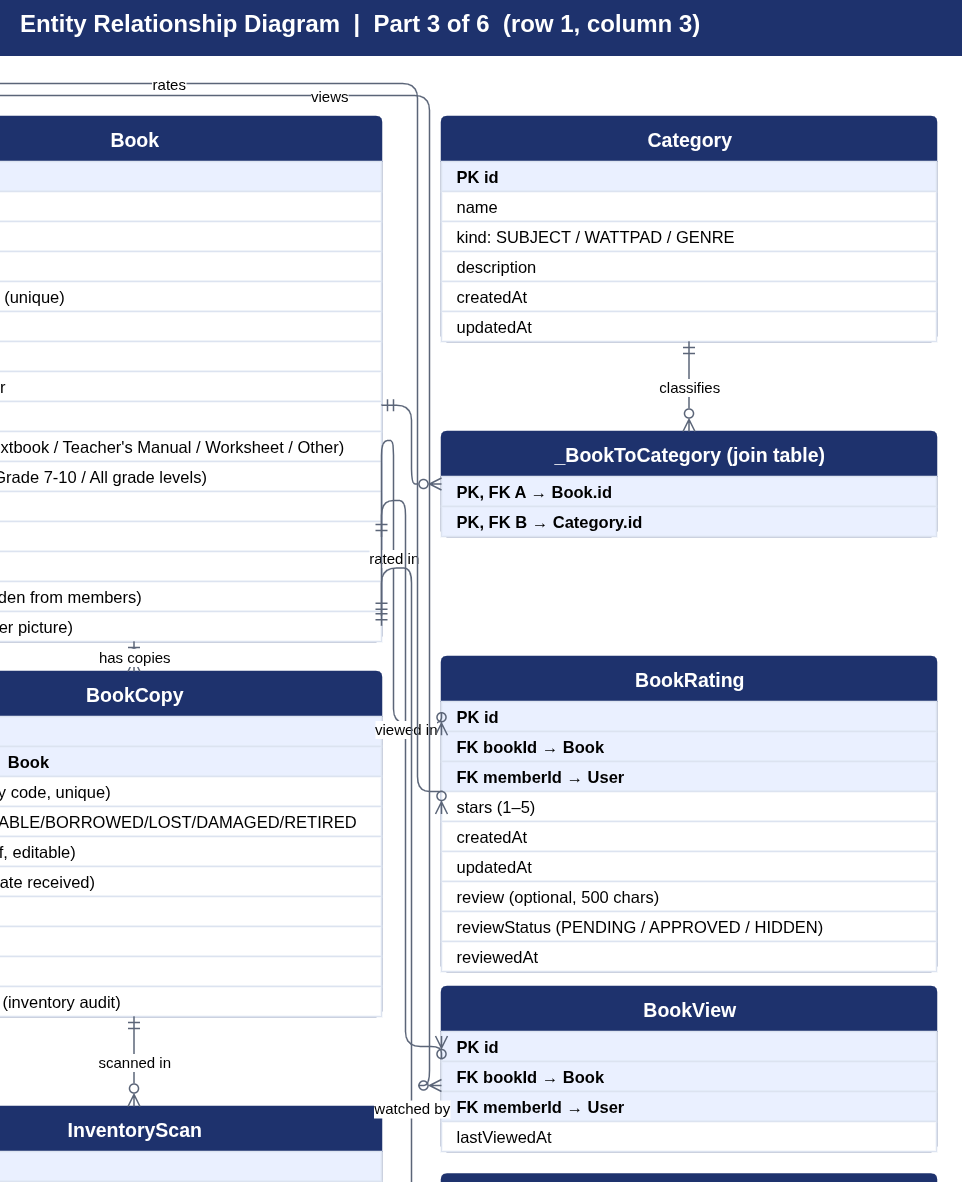 Entity Relationship Diagram | Part 3 of 6 (row 1, column 3)
rates
views
Book
(unique)
r
xtbook / Teacher's Manual / Worksheet / Other)
Grade 7-10 / All grade levels)
den from members)
er picture)
has copies
BookCopy
Book
y code, unique)
ABLE/BORROWED/LOST/DAMAGED/RETIRED
f, editable)
ate received)
(inventory audit)
scanned in
InventoryScan
rated in
viewed in
watched by
Category
PK id
name
kind: SUBJECT / WATTPAD / GENRE
description
createdAt
updatedAt
classifies
_BookToCategory (join table)
PK, FK A → Book.id
PK, FK B → Category.id
BookRating
PK id
FK bookId → Book
FK memberId → User
stars (1–5)
createdAt
updatedAt
review (optional, 500 chars)
reviewStatus (PENDING / APPROVED / HIDDEN)
reviewedAt
BookView
PK id
FK bookId → Book
FK memberId → User
lastViewedAt